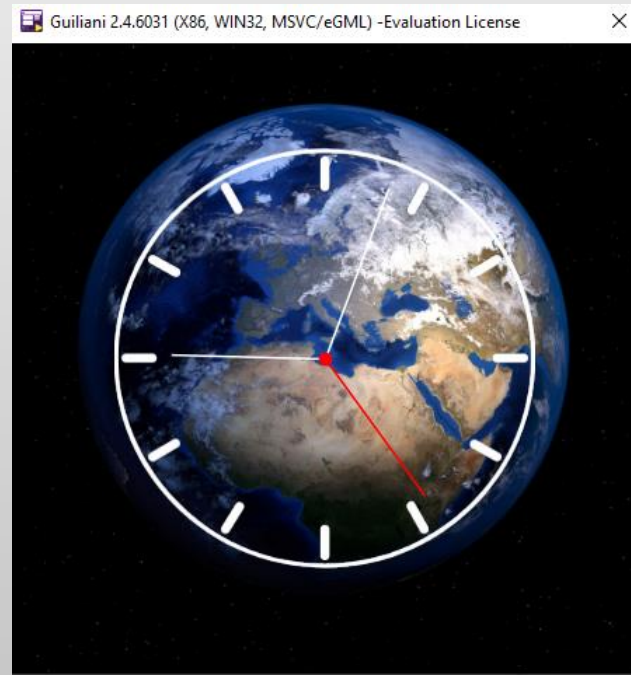 Guiliani 2.4.6031 (X86, WIN32, MSVC/eGML) -Evaluation License